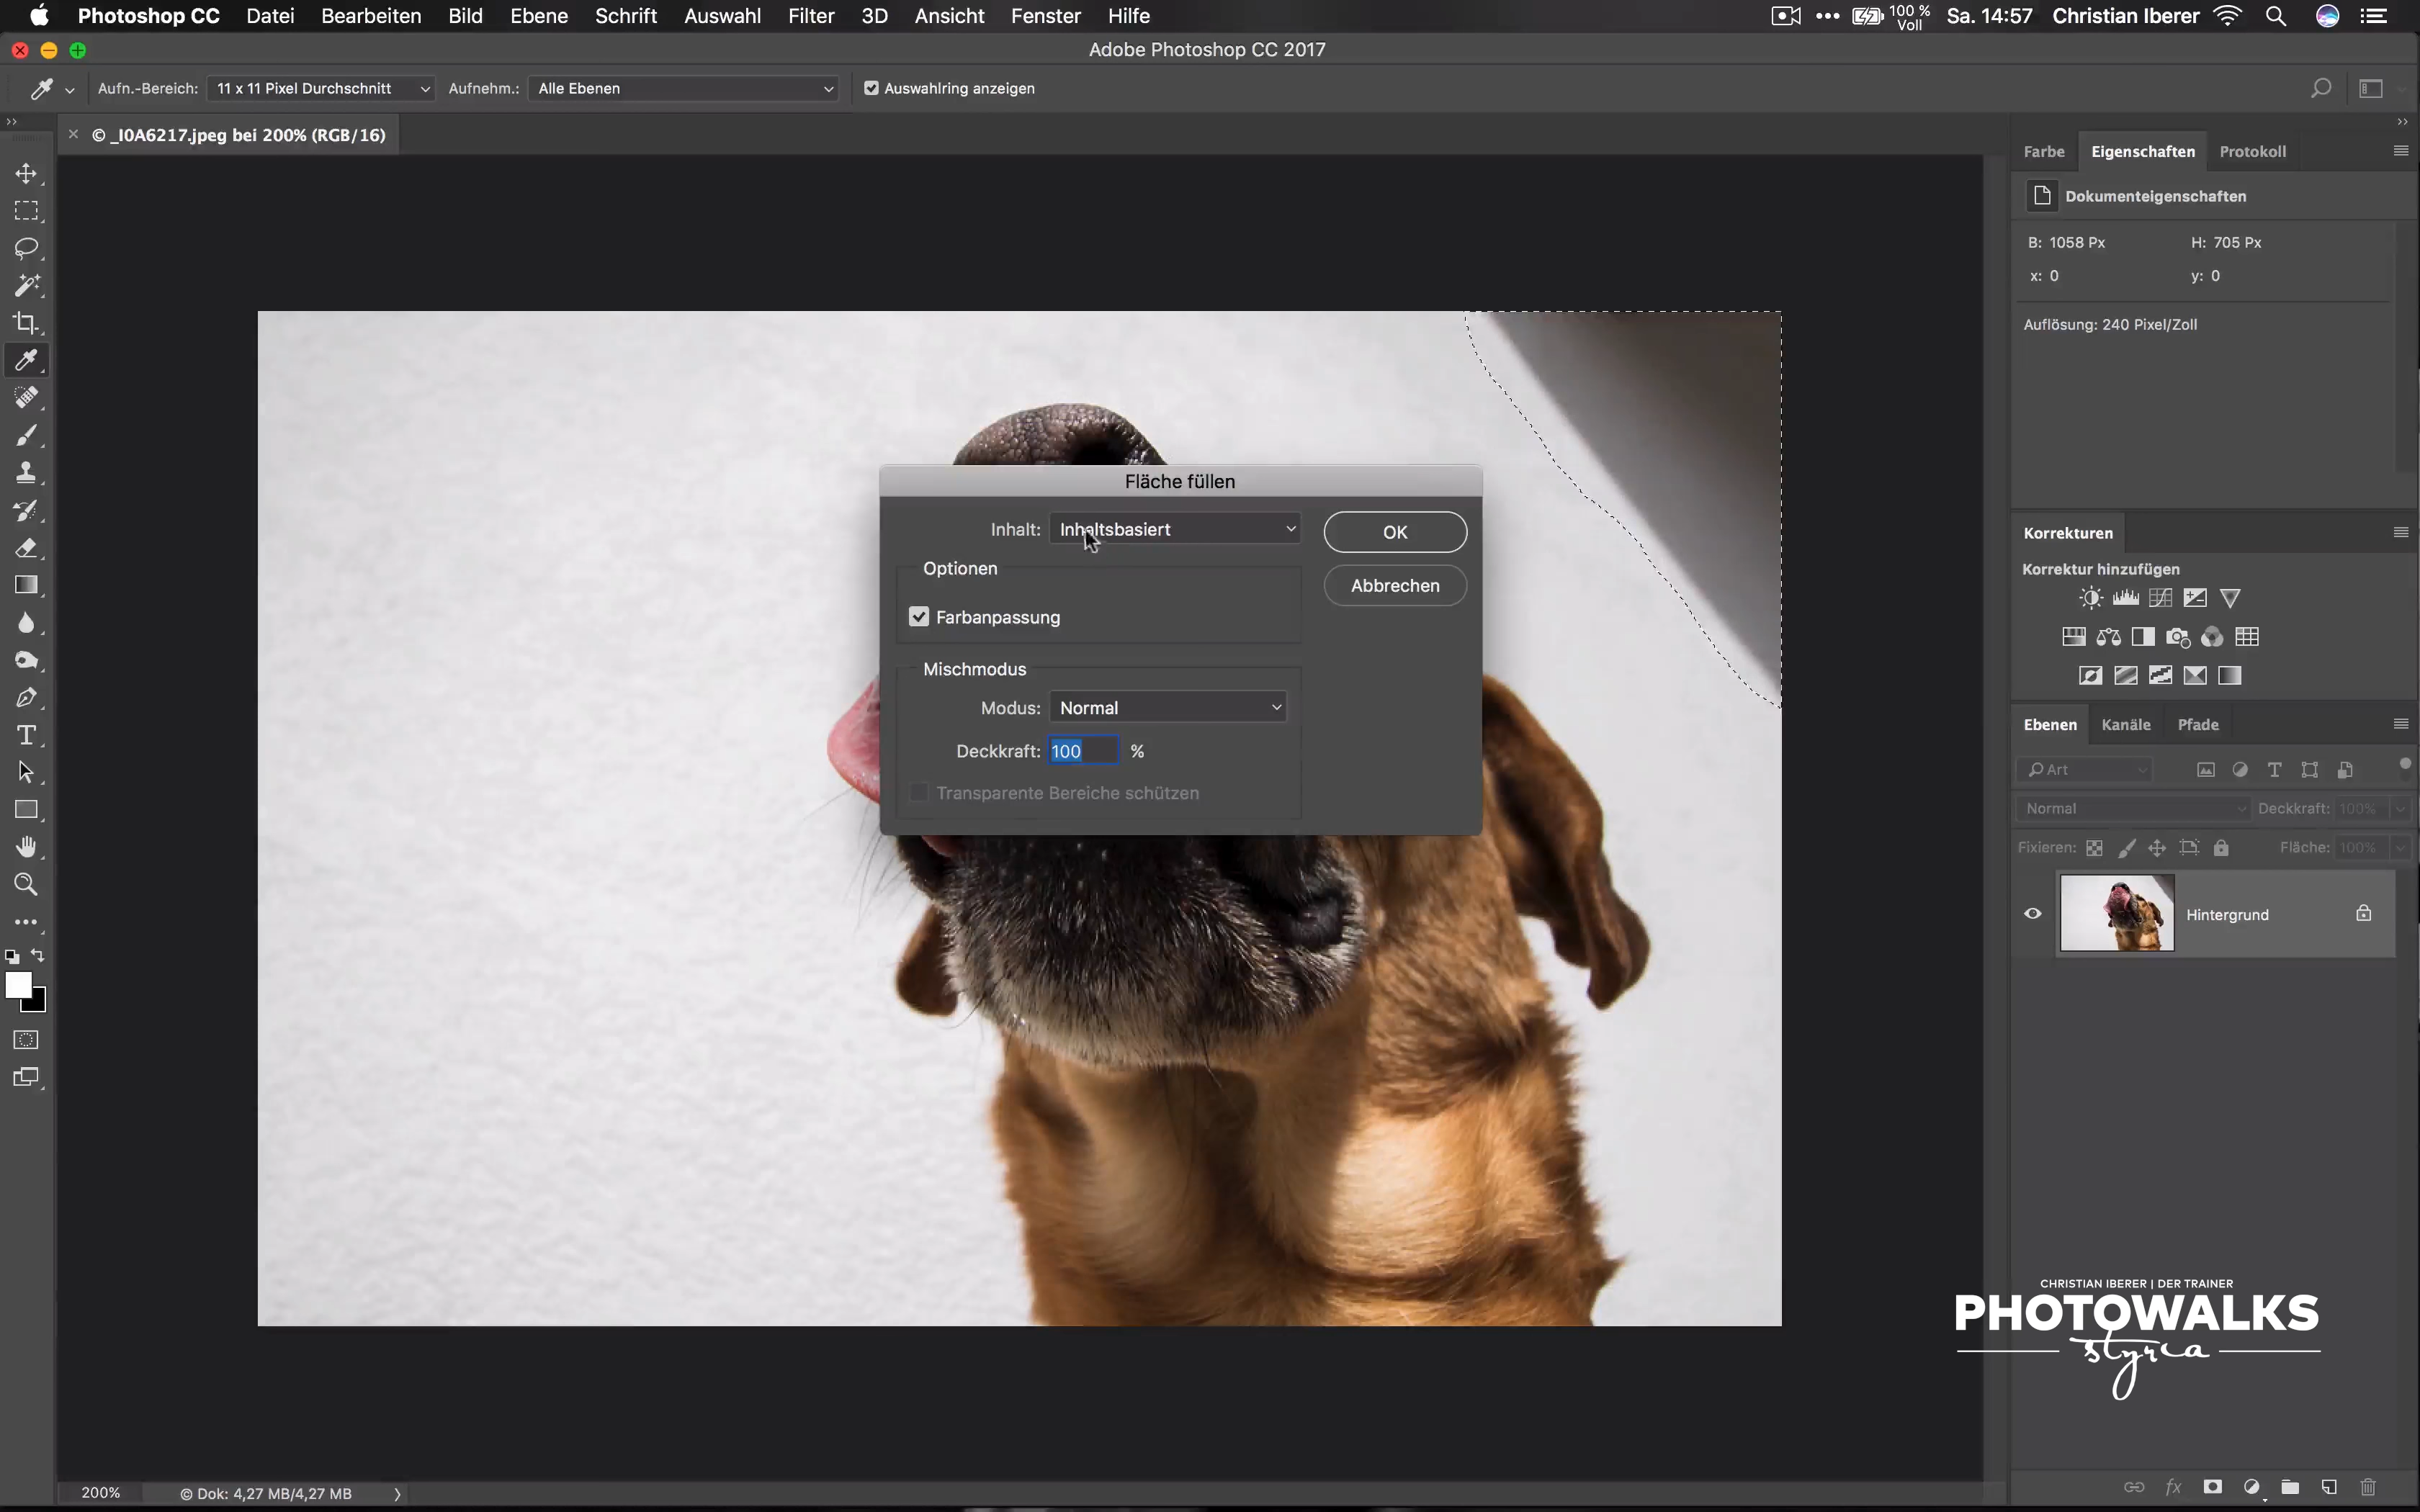 Photoshop CC Datei Bearbeiten Bild Ebene Schrift Auswahl Filter 3D Ansicht Fenster Hilfe 100 % Voll Sa. 14:57 Christian Iberer
Adobe Photoshop CC 2017
Aufn.-Bereich: 11 x 11 Pixel Durchschnitt Aufnehm.: Alle Ebenen Auswahlring anzeigen
© _I0A6217.jpeg bei 200% (RGB/16)
Farbe Eigenschaften Protokoll
Dokumenteigenschaften
B: 1058 Px H: 705 Px
x: 0 y: 0
Auflösung: 240 Pixel/Zoll
Fläche füllen
Inhalt: Inhaltsbasiert OK
Optionen
Abbrechen
Farbanpassung
Mischmodus
Modus: Normal
Deckkraft: 100 %
Transparente Bereiche schützen
Korrekturen
Korrektur hinzufügen
Ebenen Kanäle Pfade
Art
Normal Deckkraft: 100%
Fixieren: Fläche: 100%
Hintergrund
CHRISTIAN IBERER | DER TRAINER
PHOTOWALKS
styria
200% © Dok: 4,27 MB/4,27 MB